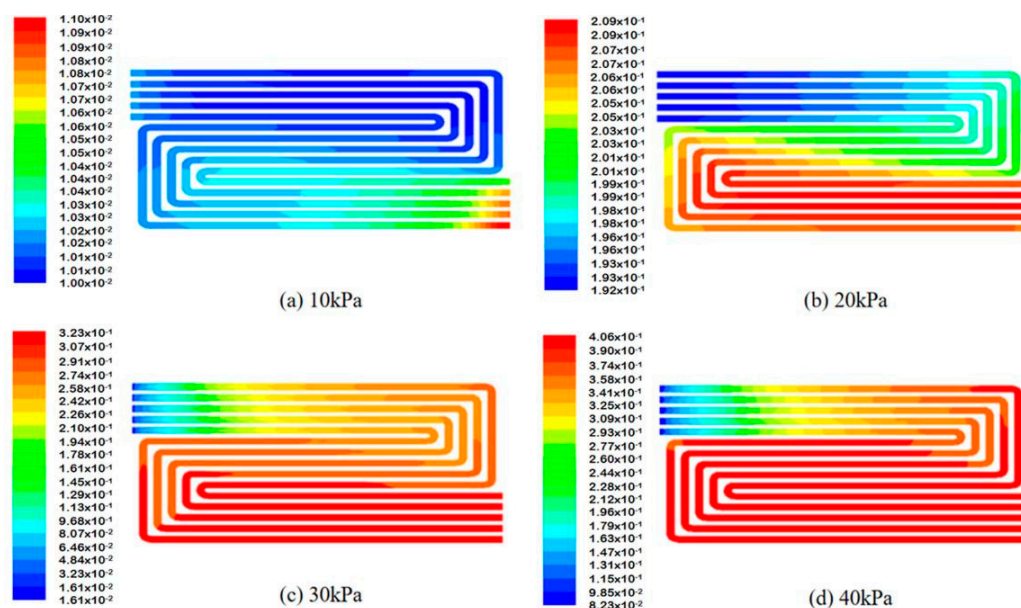 1.10x10-2
1.09x10-2
1.09x10-2
1.08x10-2
1.08x10-2
1.07x10-2
1.07x10-2
1.06x10-2
1.06x10-2
1.05x10-2
1.05x10-2
1.04x10-2
1.04x10-2
1.03x10-2
1.03x10-2
1.02x10-2
1.02x10-2
1.01x10-2
1.01x10-2
1.00x10-2
(a) 10kPa
2.09x10-1
2.09x10-1
2.07x10-1
2.07x10-1
2.06x10-1
2.06x10-1
2.05x10-1
2.05x10-1
2.03x10-1
2.03x10-1
2.01x10-1
2.01x10-1
1.99x10-1
1.99x10-1
1.98x10-1
1.98x10-1
1.96x10-1
1.96x10-1
1.93x10-1
1.93x10-1
1.92x10-1
(b) 20kPa
3.23x10-1
3.07x10-1
2.91x10-1
2.74x10-1
2.58x10-1
2.42x10-1
2.26x10-1
2.10x10-1
1.94x10-1
1.78x10-1
1.61x10-1
1.45x10-1
1.29x10-1
1.13x10-1
9.68x10-2
8.07x10-2
6.46x10-2
4.84x10-2
3.23x10-2
1.61x10-2
(c) 30kPa
4.06x10-1
3.90x10-1
3.74x10-1
3.58x10-1
3.41x10-1
3.25x10-1
3.09x10-1
2.93x10-1
2.77x10-1
2.60x10-1
2.44x10-1
2.28x10-1
2.12x10-1
1.96x10-1
1.79x10-1
1.63x10-1
1.47x10-1
1.31x10-1
1.15x10-1
9.85x10-2
8.23x10-2
(d) 40kPa